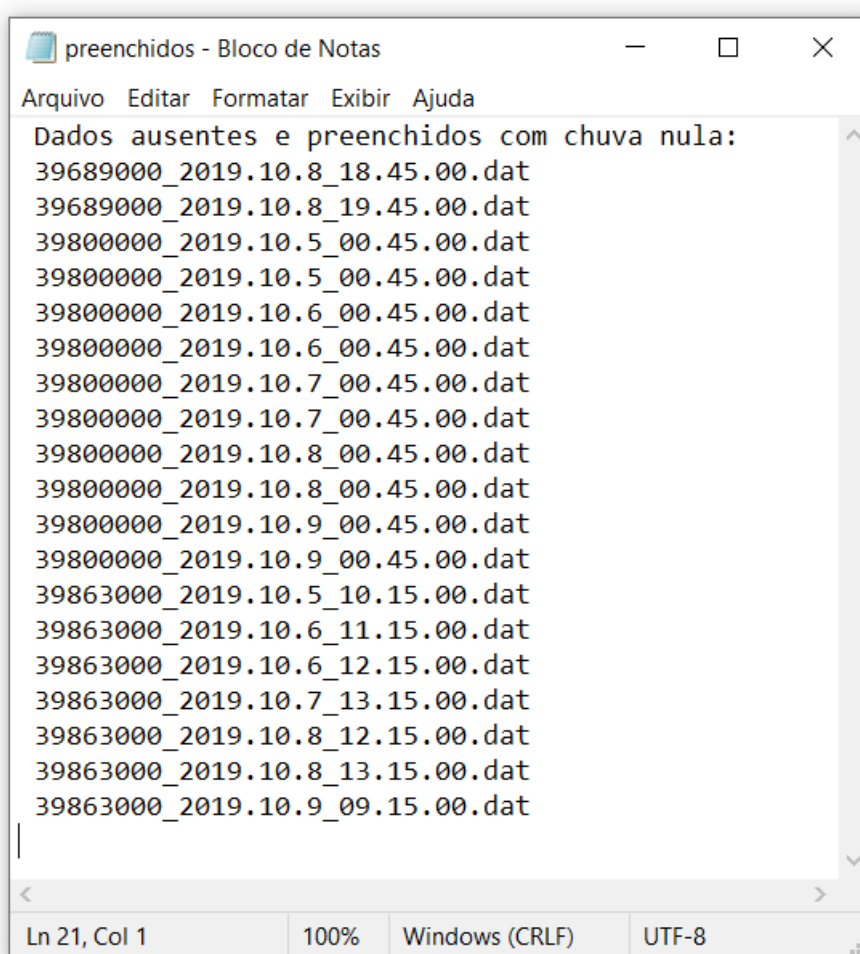 preenchidos - Bloco de Notas
Arquivo Editar Formatar Exibir Ajuda
Dados ausentes e preenchidos com chuva nula:
39689000_2019.10.8_18.45.00.dat
39689000_2019.10.8_19.45.00.dat
39800000_2019.10.5_00.45.00.dat
39800000_2019.10.5_00.45.00.dat
39800000_2019.10.6_00.45.00.dat
39800000_2019.10.6_00.45.00.dat
39800000_2019.10.7_00.45.00.dat
39800000_2019.10.7_00.45.00.dat
39800000_2019.10.8_00.45.00.dat
39800000_2019.10.8_00.45.00.dat
39800000_2019.10.9_00.45.00.dat
39800000_2019.10.9_00.45.00.dat
39863000_2019.10.5_10.15.00.dat
39863000_2019.10.6_11.15.00.dat
39863000_2019.10.6_12.15.00.dat
39863000_2019.10.7_13.15.00.dat
39863000_2019.10.8_12.15.00.dat
39863000_2019.10.8_13.15.00.dat
39863000_2019.10.9_09.15.00.dat
Ln 21, Col 1 100% Windows (CRLF) UTF-8